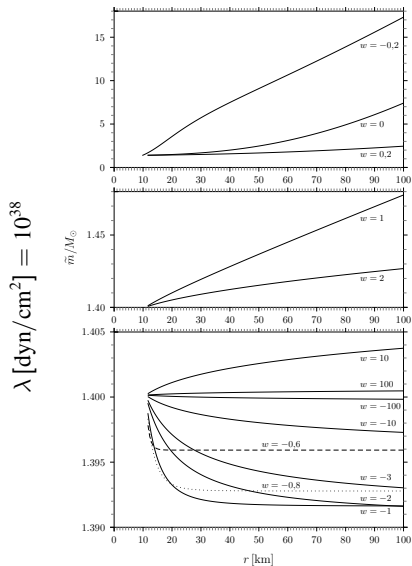 λ [dyn/cm²] = 10³⁸
m̃/M⊙
15
10
5
0
w = −0,2
w = 0
w = 0,2
0 10 20 30 40 50 60 70 80 90 100
1.45
1.40
w = 1
w = 2
0 10 20 30 40 50 60 70 80 90 100
1.405
1.400
1.395
1.390
w = 10
w = 100
w = −100
w = −10
w = −0,6
w = −3
w = −0,8
w = −2
w = −1
0 10 20 30 40 50 60 70 80 90 100
r [km]